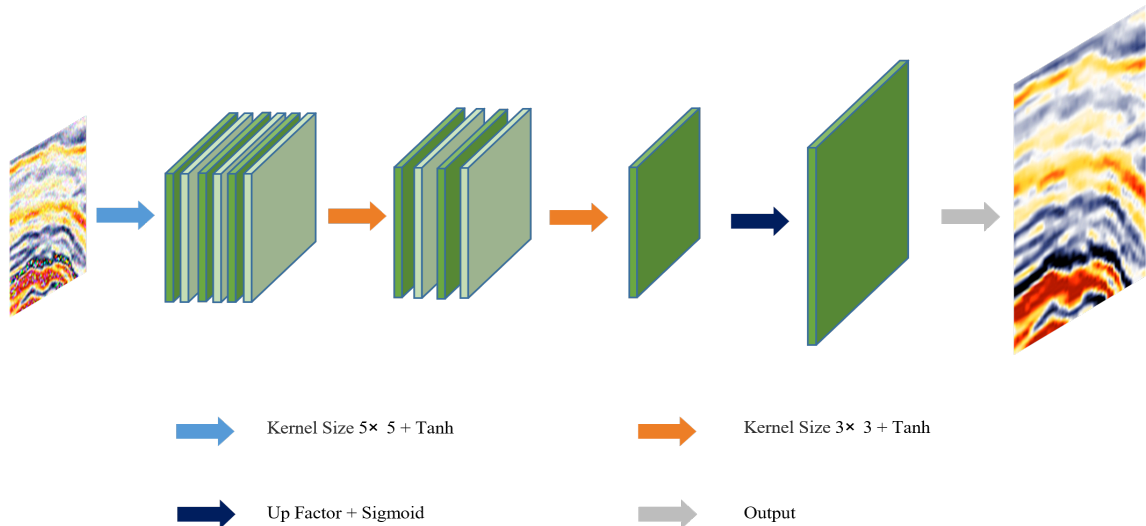 Kernel Size 5× 5 + Tanh
Kernel Size 3× 3 + Tanh
Up Factor + Sigmoid
Output